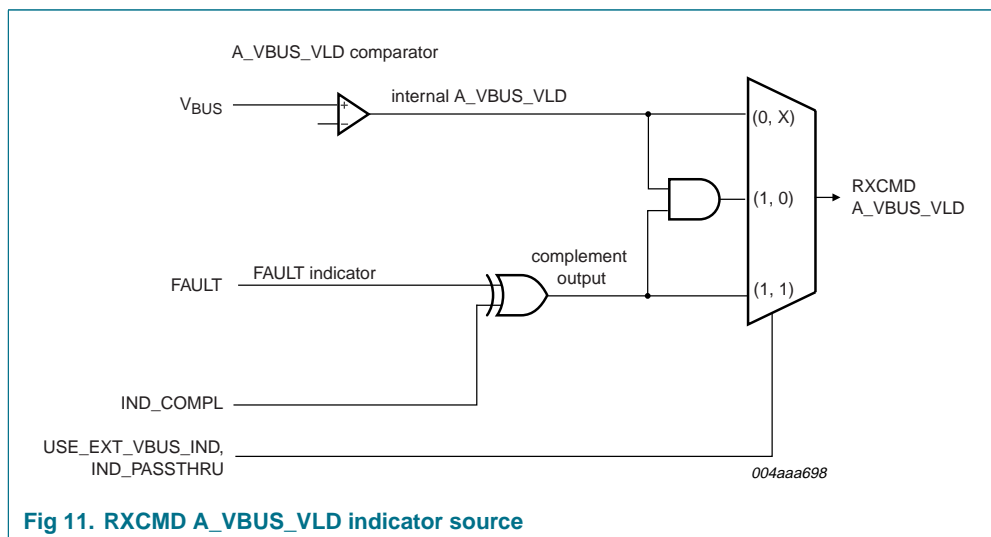 A_VBUS_VLD comparator
VBUS
+
−
internal A_VBUS_VLD
(0, X)
(1, 0)
RXCMD
A_VBUS_VLD
complement
output
FAULT
FAULT indicator
(1, 1)
IND_COMPL
USE_EXT_VBUS_IND,
IND_PASSTHRU
004aaa698
Fig 11. RXCMD A_VBUS_VLD indicator source